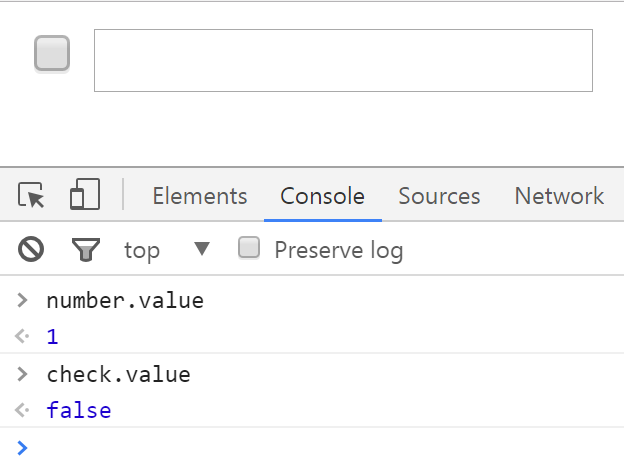 Elements Console Sources Network
top Preserve log
number.value
1
check.value
false